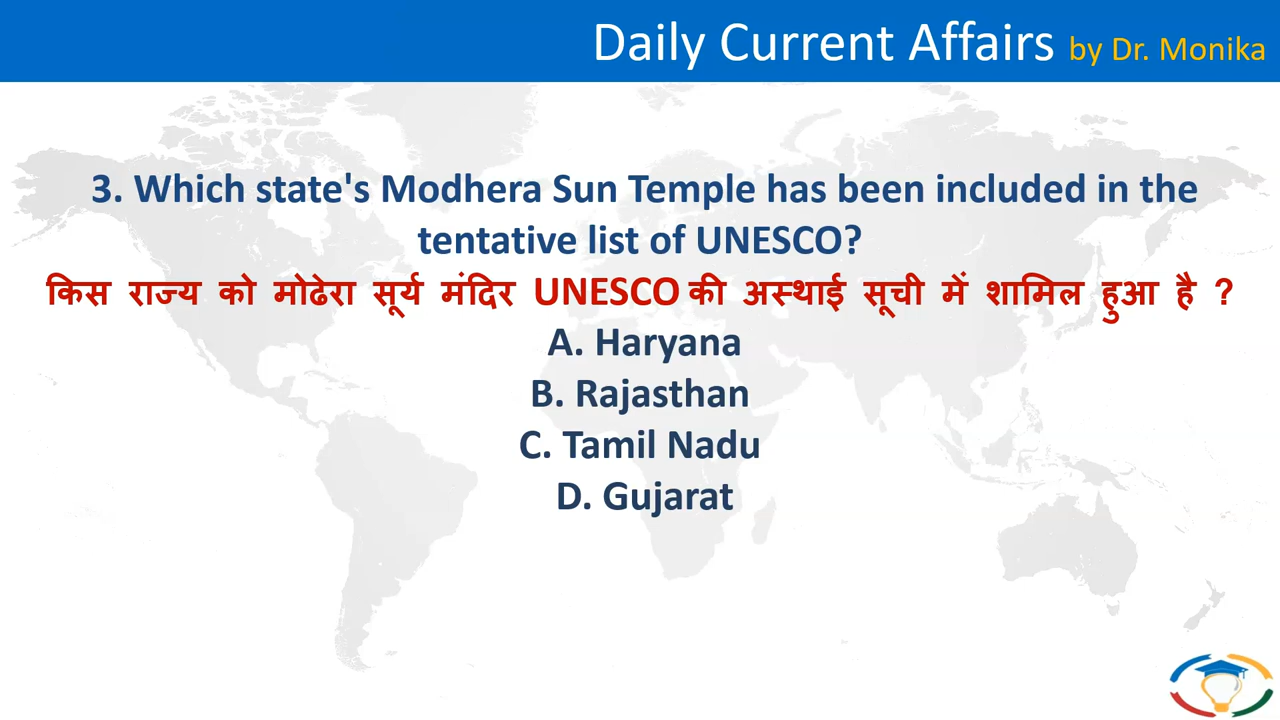 Daily Current Affairs by Dr. Monika
3. Which state's Modhera Sun Temple has been included in the
tentative list of UNESCO?
किस राज्य को मोढेरा सूर्य मंदिर UNESCO की अस्थाई सूची में शामिल हुआ है ?
A. Haryana
B. Rajasthan
C. Tamil Nadu
D. Gujarat